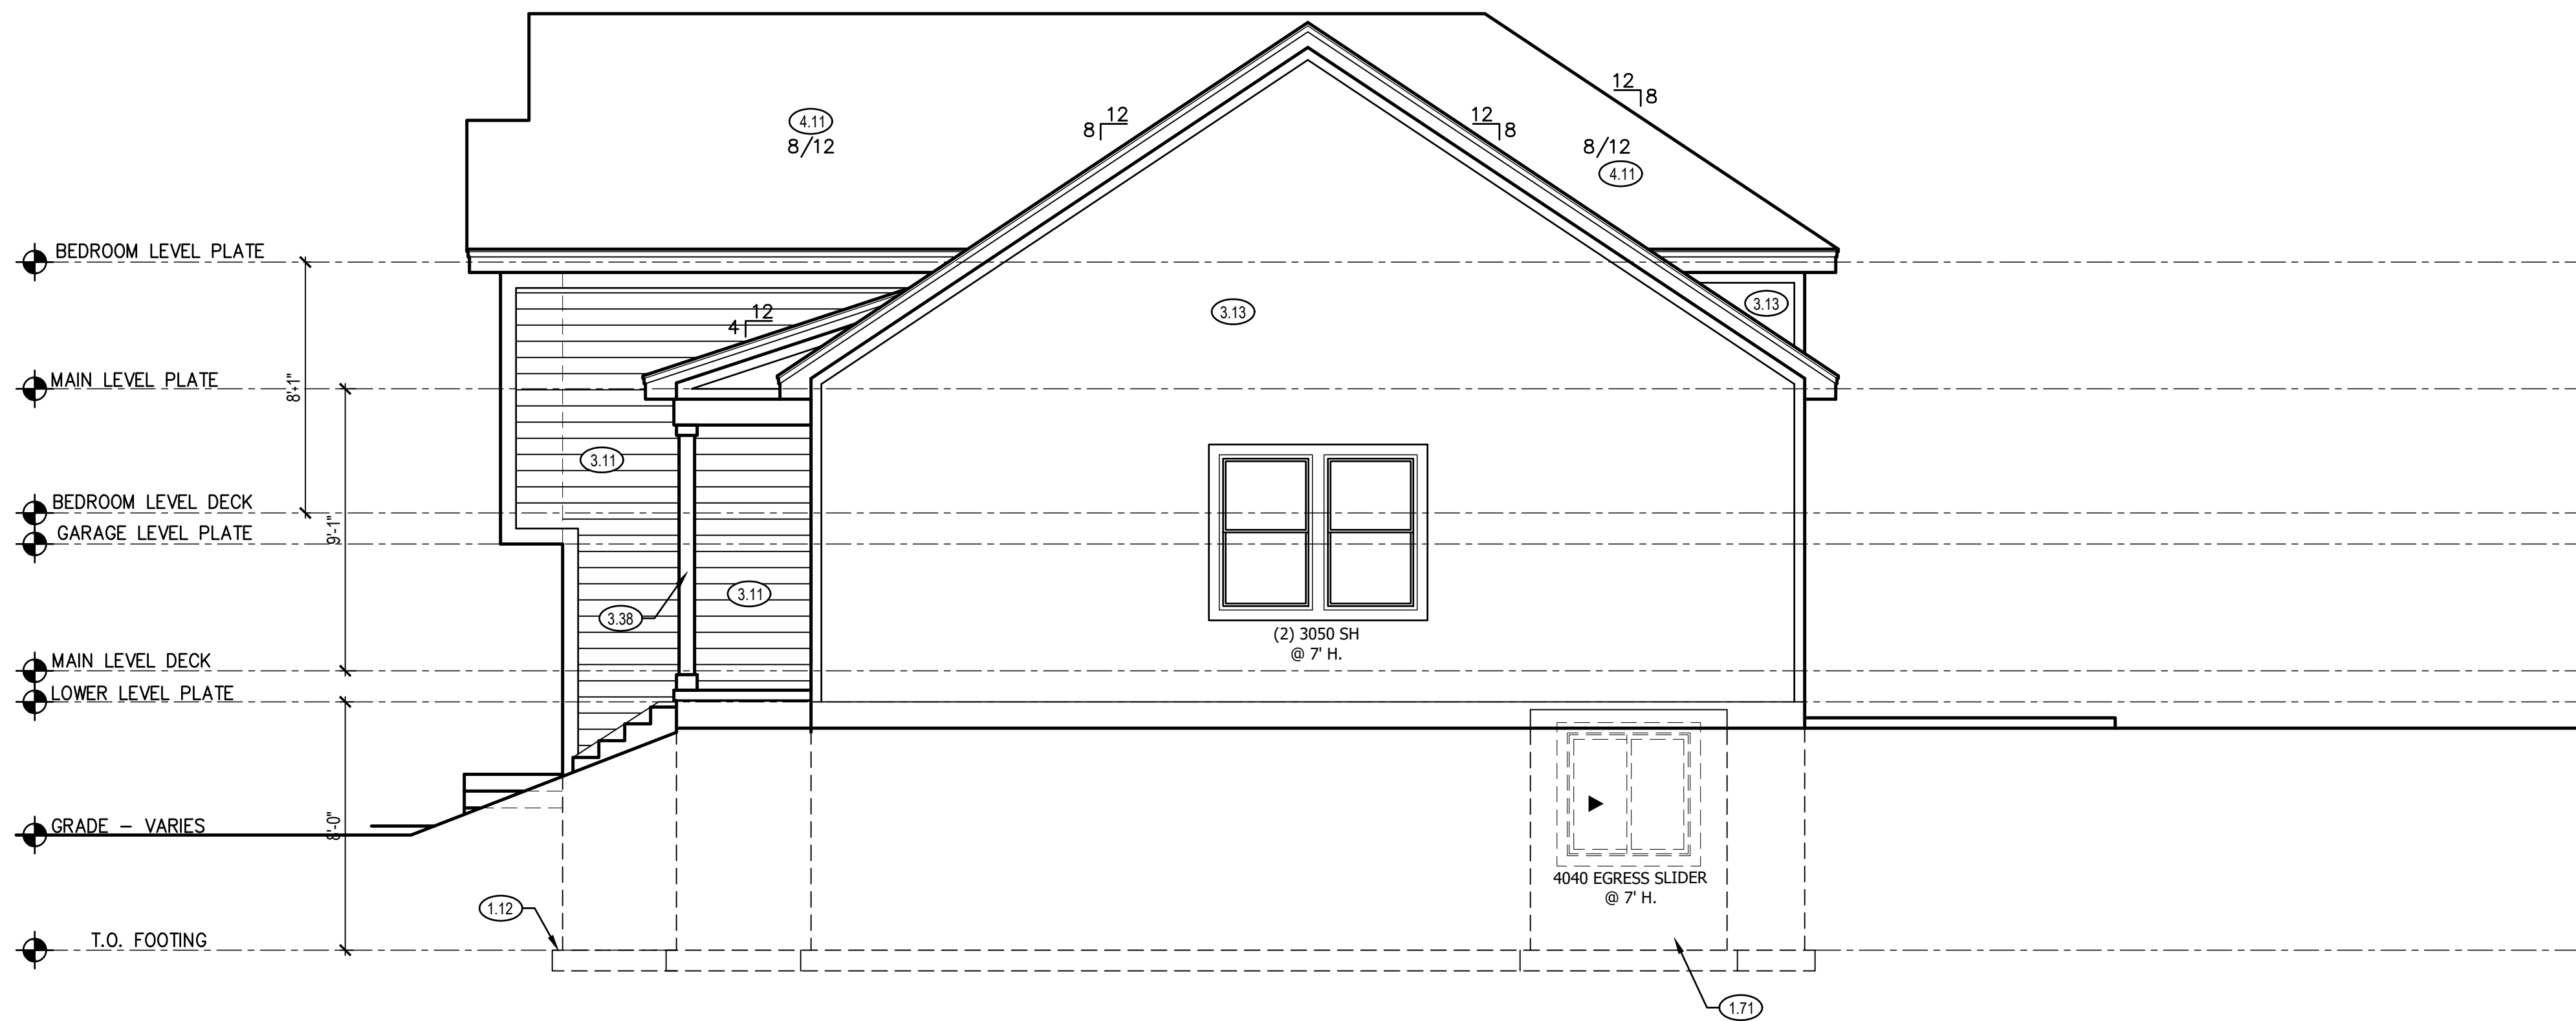 12
8
12
8
12
8
4.11
8/12
8/12
4.11
BEDROOM LEVEL PLATE
3.13
3.13
12
4
MAIN LEVEL PLATE
8'-1"
3.11
BEDROOM LEVEL DECK
GARAGE LEVEL PLATE
9'-1"
3.11
3.38
(2) 3050 SH
@ 7' H.
MAIN LEVEL DECK
LOWER LEVEL PLATE
GRADE - VARIES
8'-0"
4040 EGRESS SLIDER
@ 7' H.
1.12
T.O. FOOTING
1.71